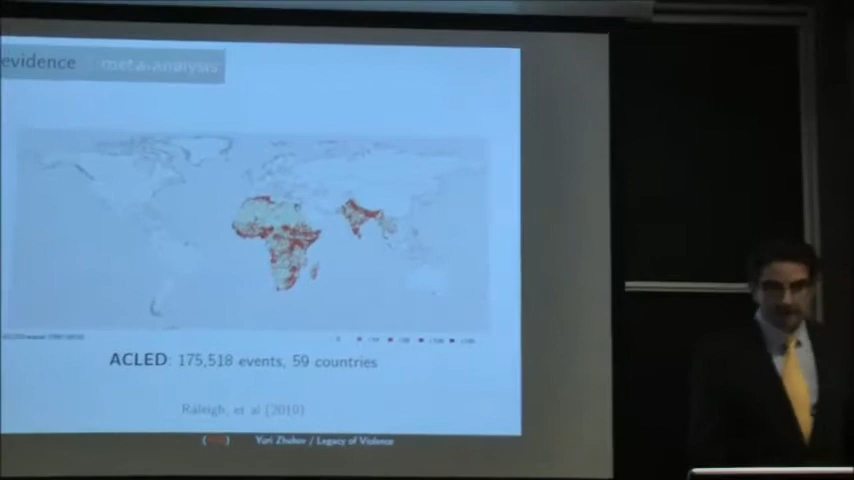 evidence meta-analysis
ACLED: 175,518 events, 59 countries
Raleigh, et al (2010)
Yuri Zhukov / Legacy of Violence